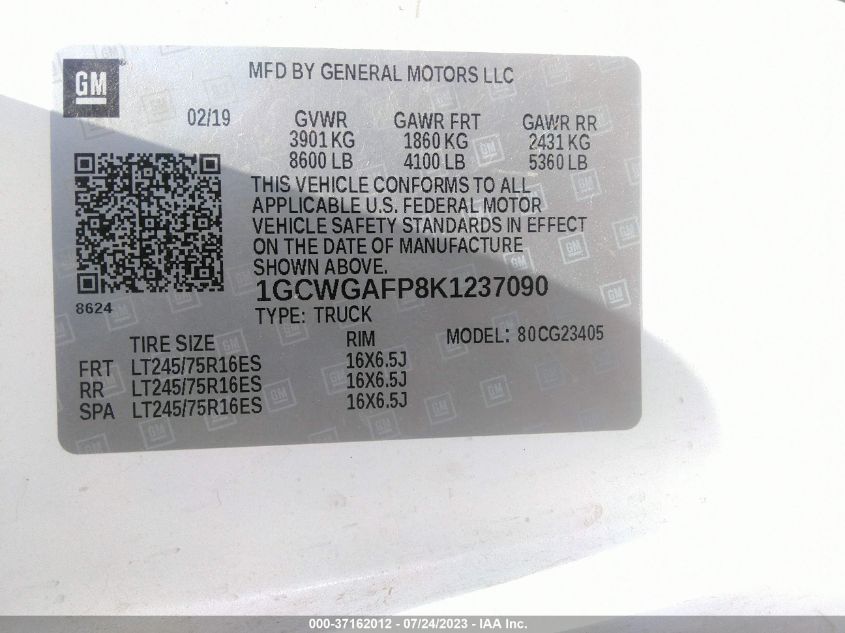 GM
MFD BY GENERAL MOTORS LLC
02/19 GVWR GAWR FRT GAWR RR
3901 KG 1860 KG 2431 KG
8600 LB 4100 LB 5360 LB
THIS VEHICLE CONFORMS TO ALL
APPLICABLE U.S. FEDERAL MOTOR
VEHICLE SAFETY STANDARDS IN EFFECT
ON THE DATE OF MANUFACTURE
SHOWN ABOVE.
8624
1GCWGAFP8K1237090
TYPE: TRUCK MODEL: 80CG23405
TIRE SIZE RIM
FRT LT245/75R16ES 16X6.5J
RR LT245/75R16ES 16X6.5J
SPA LT245/75R16ES 16X6.5J
000-37162012 / 07/24/2023 - IAA Inc.